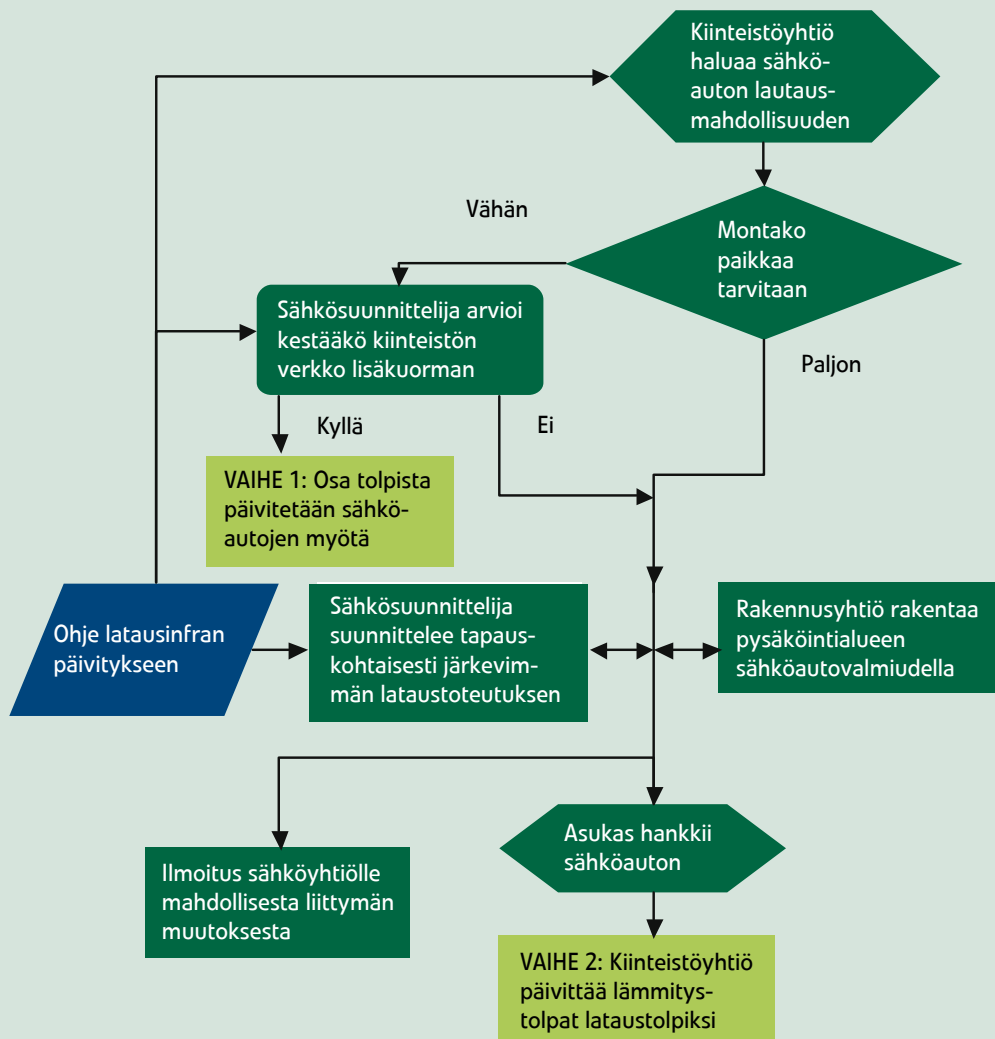 Kiinteistöyhtiö
haluaa sähkö-
auton lautaus-
mahdollisuuden
Vähän
Montako
paikkaa
tarvitaan
Sähkösuunnittelija arvioi
kestääkö kiinteistön
verkko lisäkuorman
Paljon
Kyllä
Ei
VAIHE 1: Osa tolpista
päivitetään sähkö-
autojen myötä
Ohje latausinfran
päivitykseen
Sähkösuunnittelija
suunnittelee tapaus-
kohtaisesti järkevim-
män lataustoteutuksen
Rakennusyhtiö rakentaa
pysäköintialueen
sähköautovalmiudella
Ilmoitus sähköyhtiölle
mahdollisesta liittymän
muutoksesta
Asukas hankkii
sähköauton
VAIHE 2: Kiinteistöyhtiö
päivittää lämmitys-
tolpat lataustolpiksi